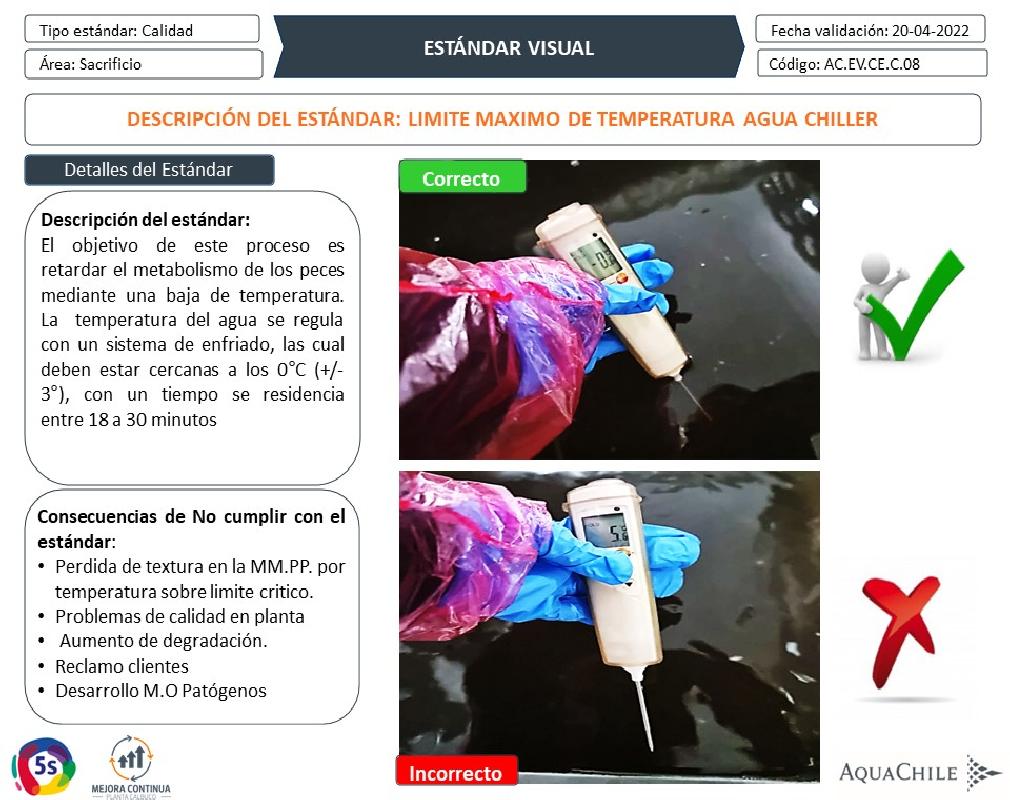 Tipo estándar: Calidad
Área: Sacrificio
ESTÁNDAR VISUAL
Fecha validación: 20-04-2022
Código: AC.EV.CE.C.08
DESCRIPCIÓN DEL ESTÁNDAR: LIMITE MAXIMO DE TEMPERATURA AGUA CHILLER
Detalles del Estándar
Descripción del estándar:
El objetivo de este proceso es
retardar el metabolismo de los peces
mediante una baja de temperatura.
La temperatura del agua se regula
con un sistema de enfriado, las cual
deben estar cercanas a los 0°C (+/-
3°), con un tiempo se residencia
entre 18 a 30 minutos
Consecuencias de No cumplir con el
estándar:
• Perdida de textura en la MM.PP. por
temperatura sobre limite critico.
• Problemas de calidad en planta
• Aumento de degradación.
• Reclamo clientes
• Desarrollo M.O Patógenos
Correcto
Incorrecto
5s
MEJORA CONTINUA
PLANTA CALBUCO
AQUACHILE